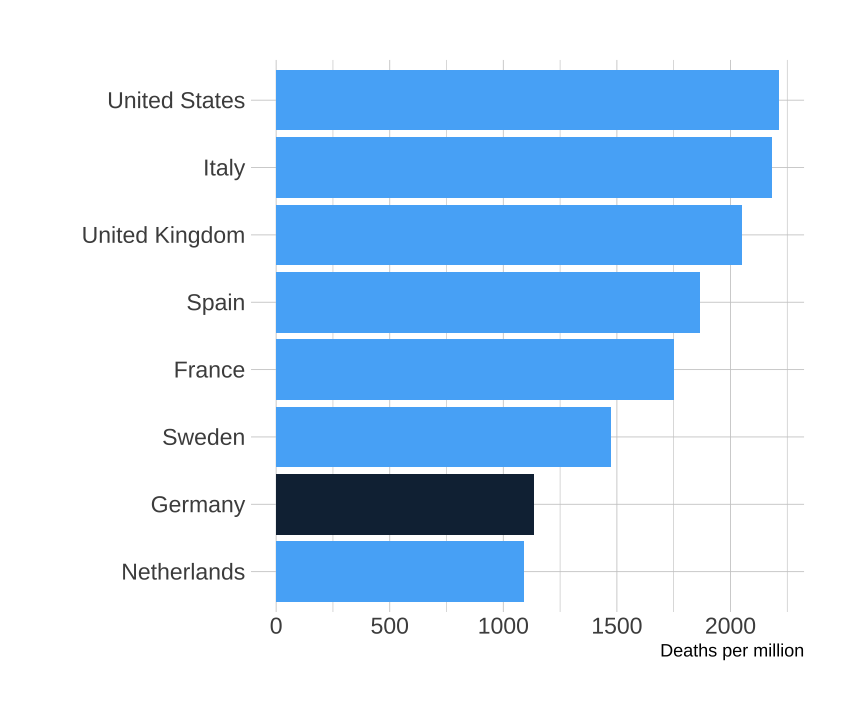 United States
Italy
United Kingdom
Spain
France
Sweden
Germany
Netherlands
0 500 1000 1500 2000
Deaths per million